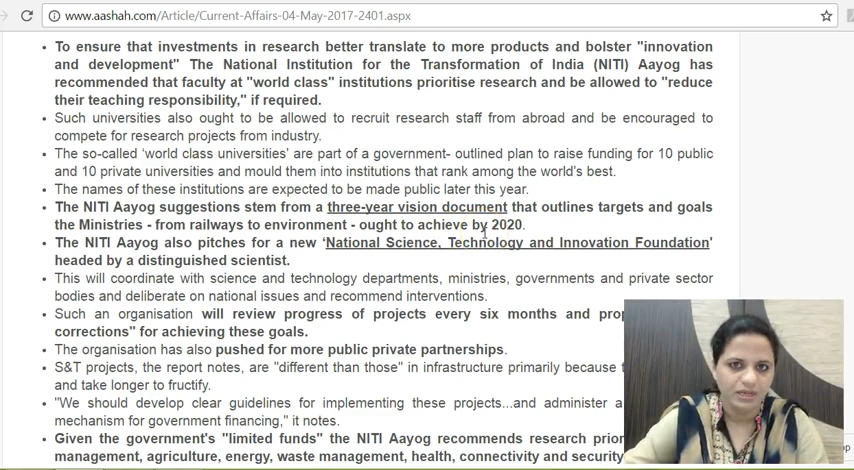 www.aashah.com/Article/Current-Affairs-04-May-2017-2401.aspx
• To ensure that investments in research better translate to more products and bolster "innovation
and development" The National Institution for the Transformation of India (NITI) Aayog has
recommended that faculty at "world class" institutions prioritise research and be allowed to "reduce
their teaching responsibility," if required.
• Such universities also ought to be allowed to recruit research staff from abroad and be encouraged to
compete for research projects from industry.
• The so-called ‘world class universities’ are part of a government- outlined plan to raise funding for 10 public
and 10 private universities and mould them into institutions that rank among the world's best.
• The names of these institutions are expected to be made public later this year.
• The NITI Aayog suggestions stem from a three-year vision document that outlines targets and goals
the Ministries - from railways to environment - ought to achieve by 2020.
• The NITI Aayog also pitches for a new ‘National Science, Technology and Innovation Foundation’
headed by a distinguished scientist.
• This will coordinate with science and technology departments, ministries, governments and private sector
bodies and deliberate on national issues and recommend interventions.
• Such an organisation will review progress of projects every six months and
corrections" for achieving these goals.
• The organisation has also pushed for more public private partnerships.
• S&T projects, the report notes, are "different than those" in infrastructure primarily because
and take longer to fructify.
• "We should develop clear guidelines for implementing these projects...and administer a
mechanism for government financing," it notes.
• Given the government's "limited funds" the NITI Aayog recommends research
management, agriculture, energy, waste management, health, connectivity and security